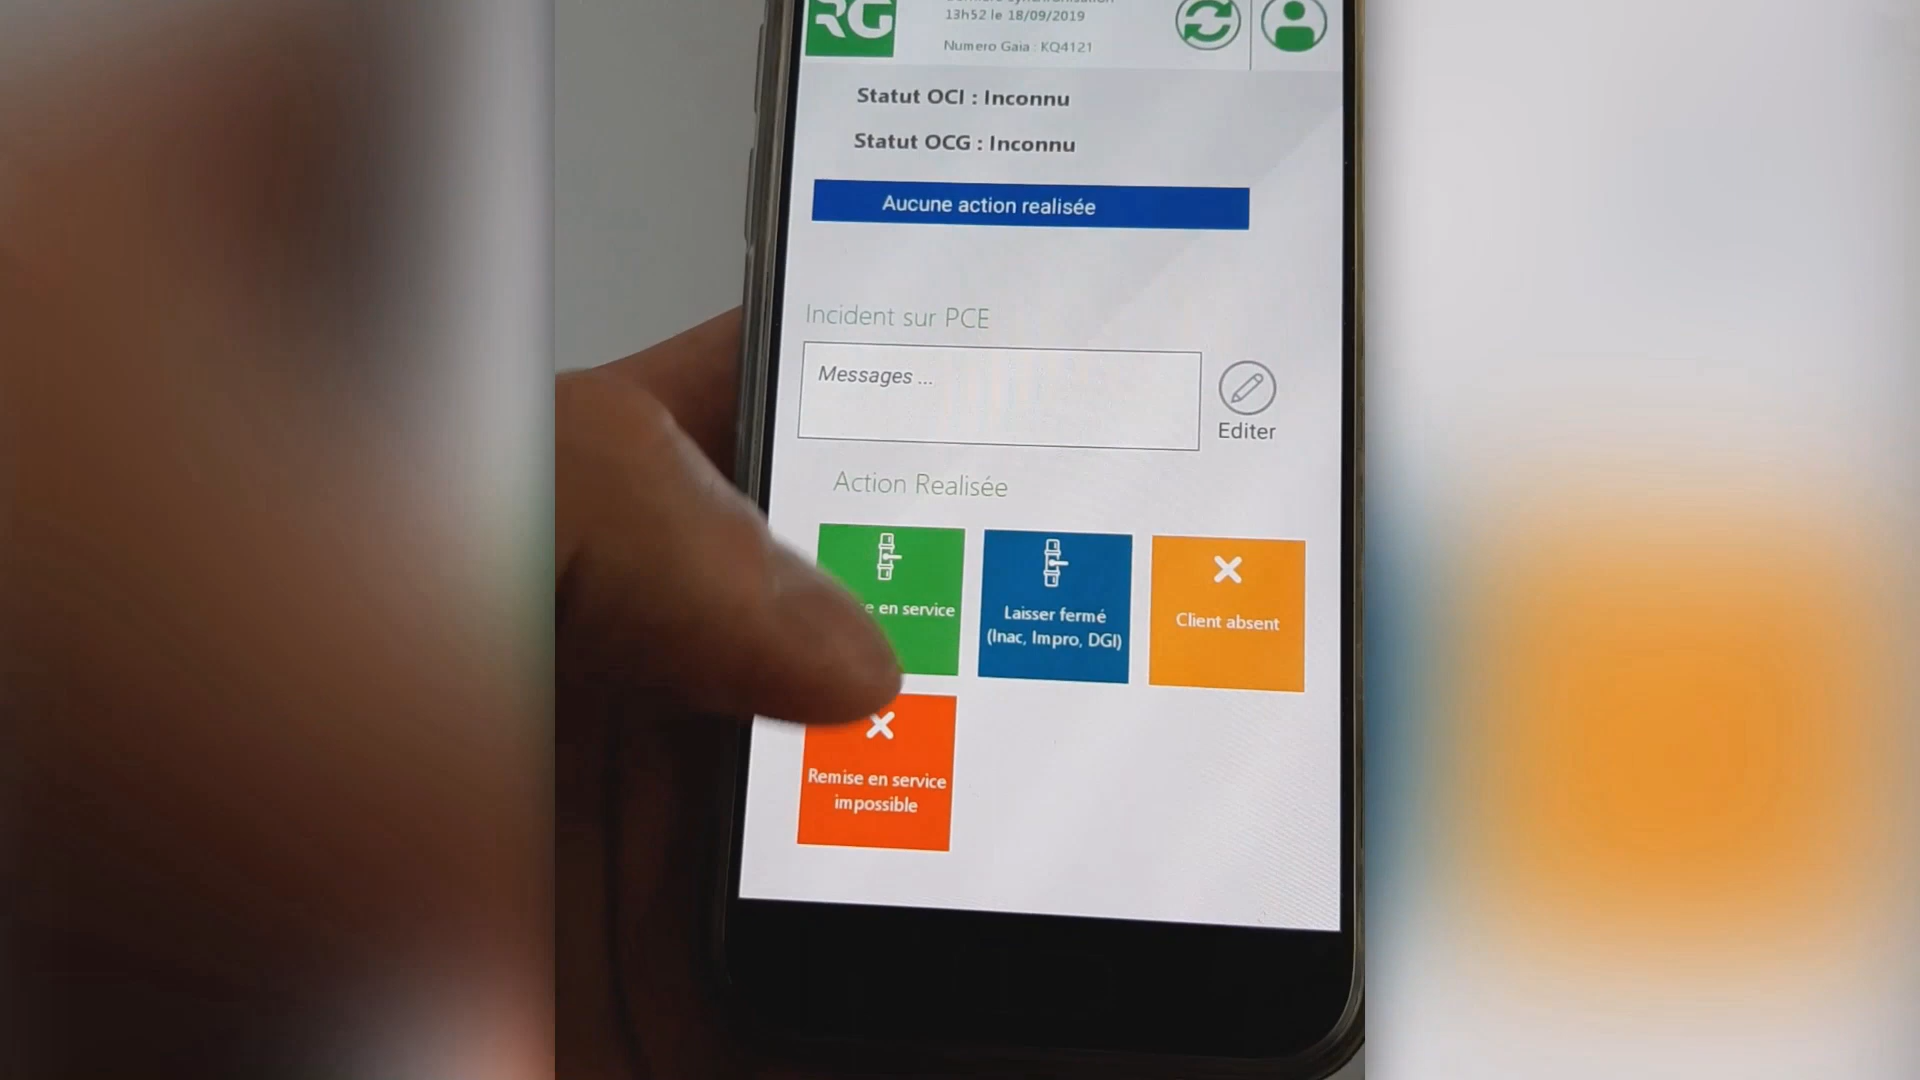 RG
13h52 le 18/09/2019
Numero Gaia : KQ4121
Statut OCI : Inconnu
Statut OCG : Inconnu
Aucune action realisée
Incident sur PCE
Messages ...
Editer
Action Realisée
en service
Laisser fermé
(Inac, Impro, DGI)
Client absent
Remise en service
impossible